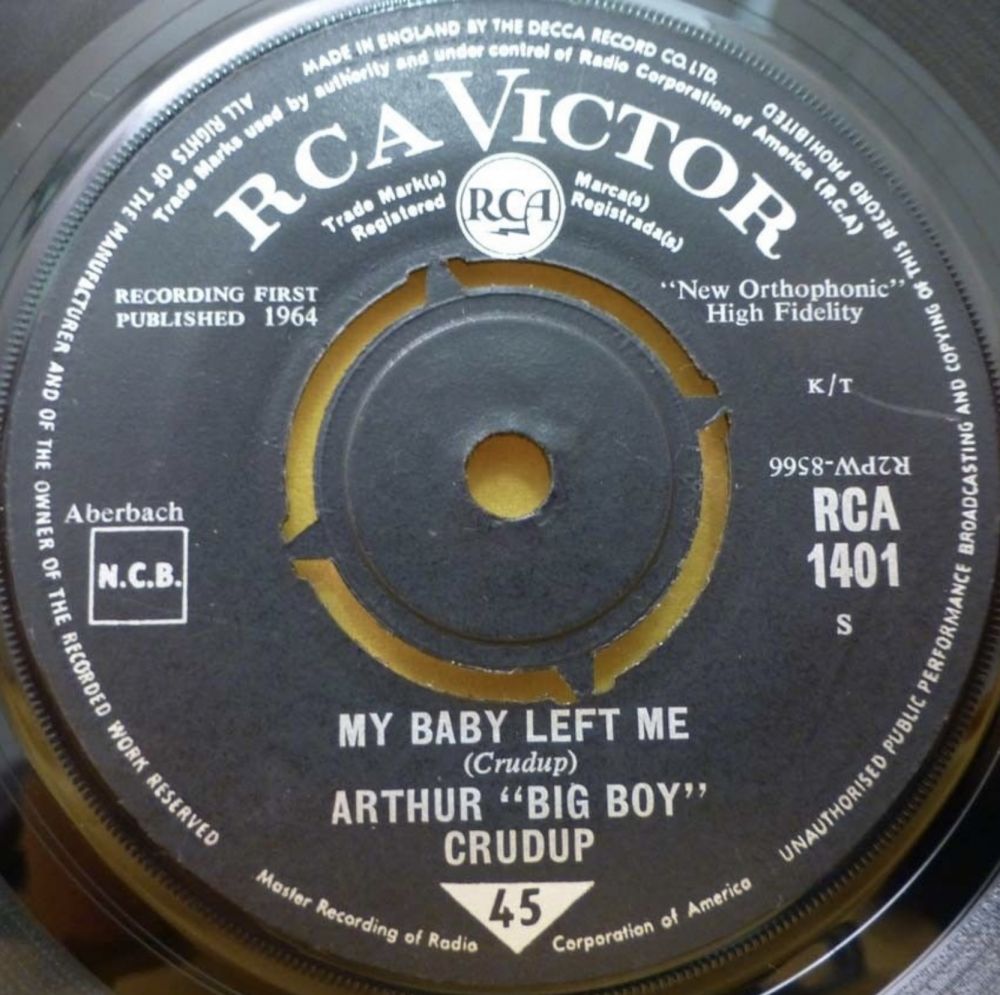 MADE IN ENGLAND BY THE DECCA RECORD CO. LTD.
Trade Marks used by authority and under control of Radio Corporation of America (R.C.A)
RCA VICTOR
Trade Mark(s)
Registered
RCA
Marca(s)
Registrada(s)
RECORDING FIRST
PUBLISHED 1964
"New Orthophonic"
High Fidelity
K/T
R2PW-8566
RCA
1401
S
Aberbach
N.C.B.
MY BABY LEFT ME
(Crudup)
ARTHUR "BIG BOY"
CRUDUP
45
Master Recording of Radio Corporation of America
ALL RIGHTS OF THE MANUFACTURER AND OF THE OWNER OF THE RECORDED WORK RESERVED
UNAUTHORISED PUBLIC PERFORMANCE BROADCASTING AND COPYING OF THIS RECORD PROHIBITED